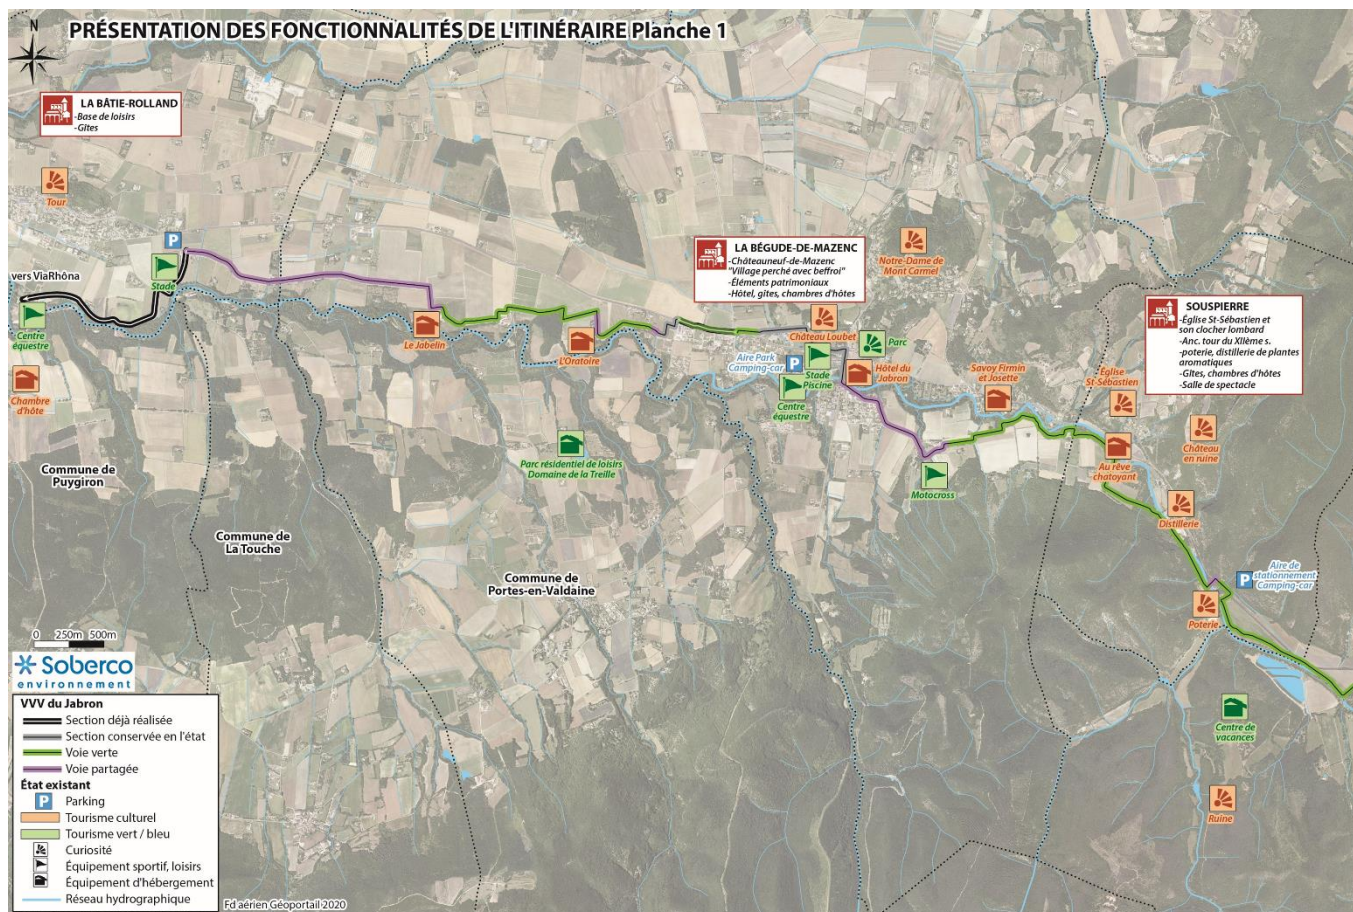 PRÉSENTATION DES FONCTIONNALITÉS DE L'ITINÉRAIRE Planche 1
N
LA BÂTIE-ROLLAND
-Base de loisirs
-Gîtes
Tour
P
vers ViaRhôna
Stade
Centre
équestre
Chambre
d'hôte
Le Jabelin
L'Oratoire
LA BÉGUDE-DE-MAZENC
-Châteauneuf-de-Mazenc
"Village perché avec beffroi"
-Éléments patrimoniaux
-Hôtel, gîtes, chambres d'hôtes
Notre-Dame de
Mont Carmel
Château Loubet
Parc
Aire Park
Camping-car
P
Stade
Piscine
Hôtel du
Jabron
Centre
équestre
Savoy Firmin
et Josette
Église
St-Sébastien
SOUSPIERRE
-Église St-Sébastien et
son clocher lombard
-Anc. tour du XIIème s.
-poterie, distillerie de plantes
aromatiques
-Gîtes, chambres d'hôtes
-Salle de spectacle
Château
en ruine
Au rêve
chatoyant
Motocross
Distillerie
Parc résidentiel de loisirs
Domaine de la Treille
Commune de
Puygiron
Commune de
La Touche
Commune de
Portes-en-Valdaine
P
Aire de
stationnement
Camping-car
Poterie
Centre de
vacances
Ruine
0 250m 500m
Soberco
environnement
VVV du Jabron
Section déjà réalisée
Section conservée en l'état
Voie verte
Voie partagée
État existant
P Parking
Tourisme culturel
Tourisme vert / bleu
Curiosité
Équipement sportif, loisirs
Équipement d'hébergement
Réseau hydrographique
Fd aérien Géoportail 2020